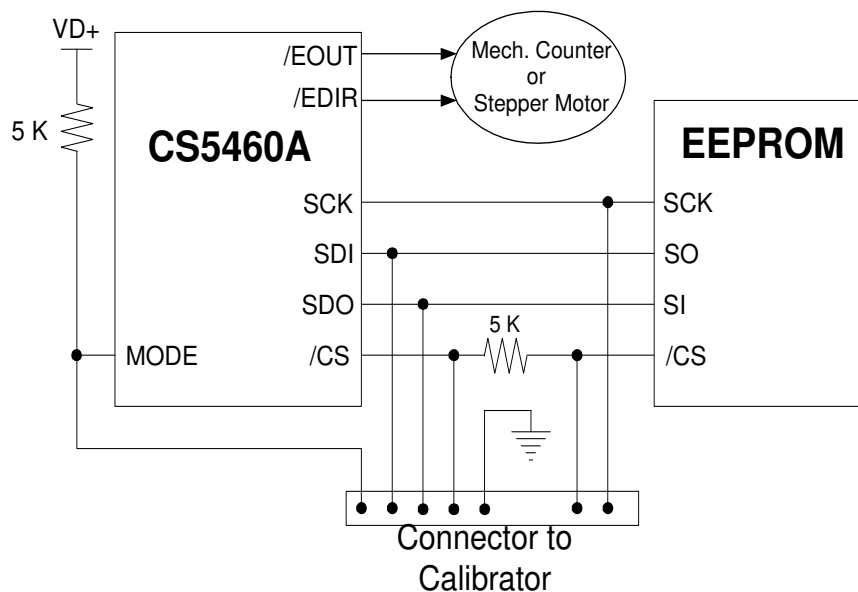 VD+
5 K
CS5460A
/EOUT
/EDIR
Mech. Counter
or
Stepper Motor
EEPROM
SCK
SCK
SDI
SO
SDO
SI
5 K
MODE
/CS
/CS
Connector to
Calibrator